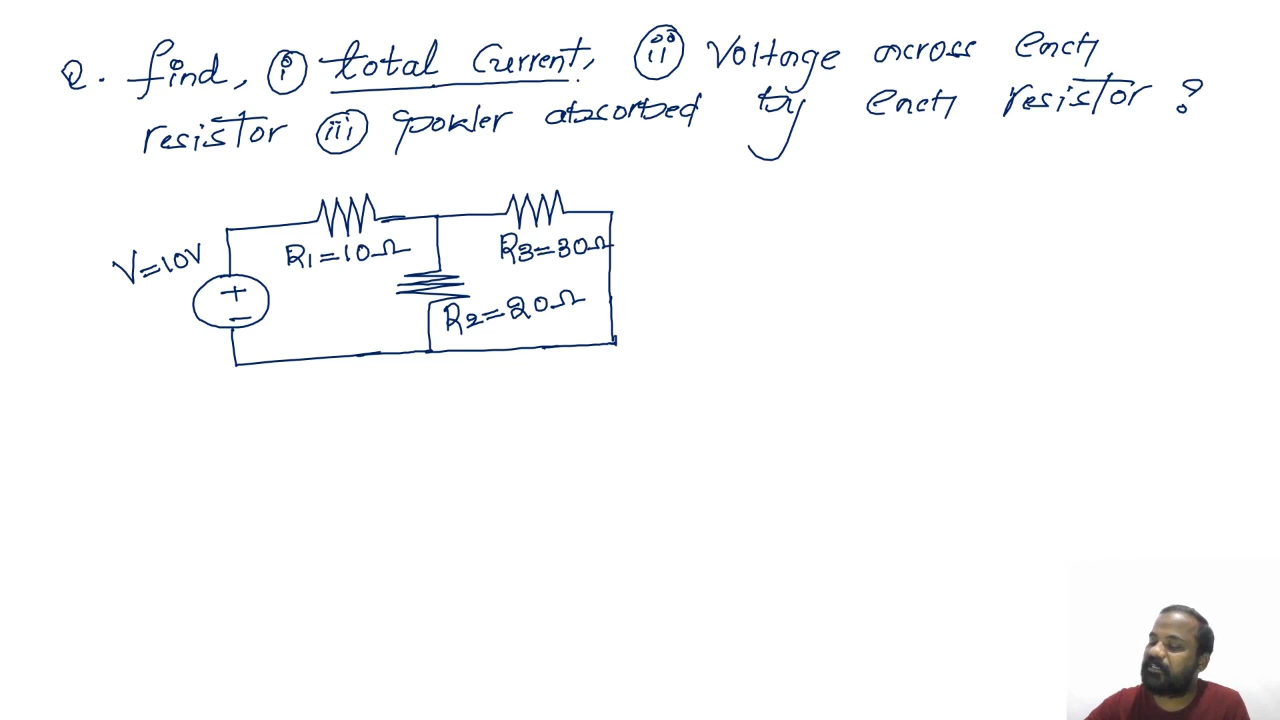 Q. find, (i) total Current, (ii) Voltage across each
resistor (iii) power absorbed by each resistor ?
V=10V
+
−
R1=10Ω
R3=30Ω
R2=20Ω